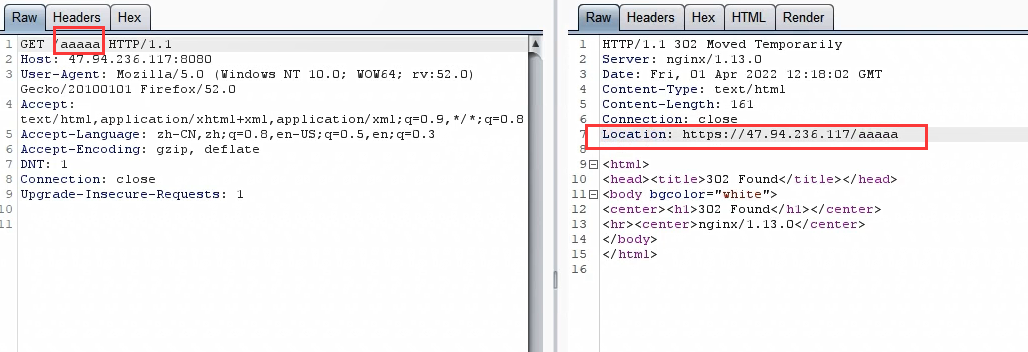 Raw Headers Hex
1 GET /aaaaa HTTP/1.1
2 Host: 47.94.236.117:8080
3 User-Agent: Mozilla/5.0 (Windows NT 10.0; WOW64; rv:52.0)
Gecko/20100101 Firefox/52.0
4 Accept:
text/html,application/xhtml+xml,application/xml;q=0.9,*/*;q=0.8
5 Accept-Language: zh-CN,zh;q=0.8,en-US;q=0.5,en;q=0.3
6 Accept-Encoding: gzip, deflate
7 DNT: 1
8 Connection: close
9 Upgrade-Insecure-Requests: 1
10
11
Raw Headers Hex HTML Render
1 HTTP/1.1 302 Moved Temporarily
2 Server: nginx/1.13.0
3 Date: Fri, 01 Apr 2022 12:18:02 GMT
4 Content-Type: text/html
5 Content-Length: 161
6 Connection: close
7 Location: https://47.94.236.117/aaaaa
8
9 <html>
10 <head><title>302 Found</title></head>
11 <body bgcolor="white">
12 <center><h1>302 Found</h1></center>
13 <hr><center>nginx/1.13.0</center>
14 </body>
15 </html>
16